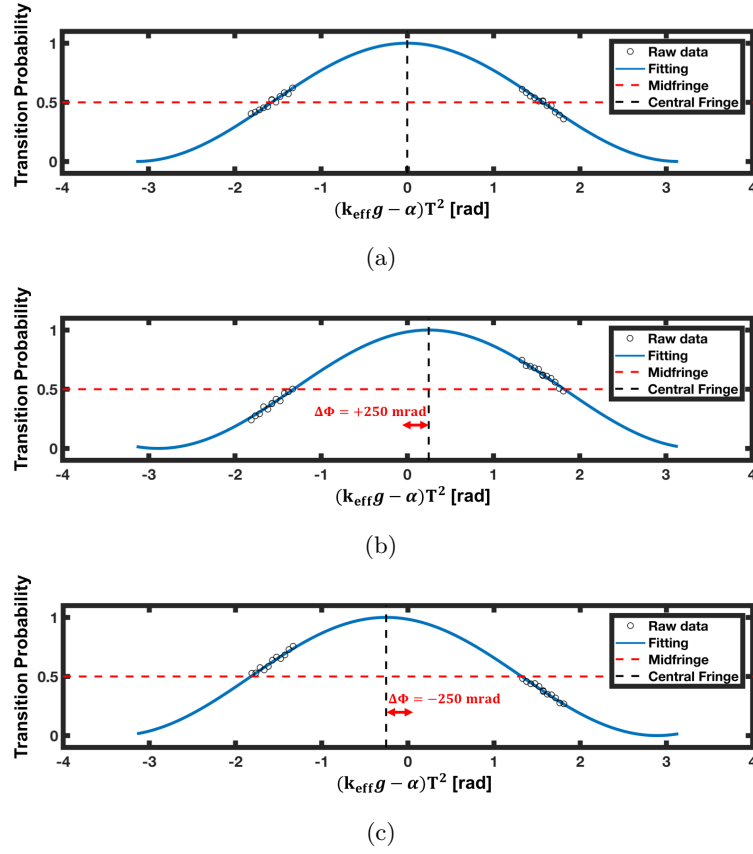 Transition Probability
1
0.5
0
Raw data
Fitting
Midfringe
Central Fringe
-4 -3 -2 -1 0 1 2 3 4
(k_eff g − α)T² [rad]
(a)
Transition Probability
1
0.5
0
Raw data
Fitting
Midfringe
Central Fringe
ΔΦ = +250 mrad
-4 -3 -2 -1 0 1 2 3 4
(k_eff g − α)T² [rad]
(b)
Transition Probability
1
0.5
0
Raw data
Fitting
Midfringe
Central Fringe
ΔΦ = −250 mrad
-4 -3 -2 -1 0 1 2 3 4
(k_eff g − α)T² [rad]
(c)